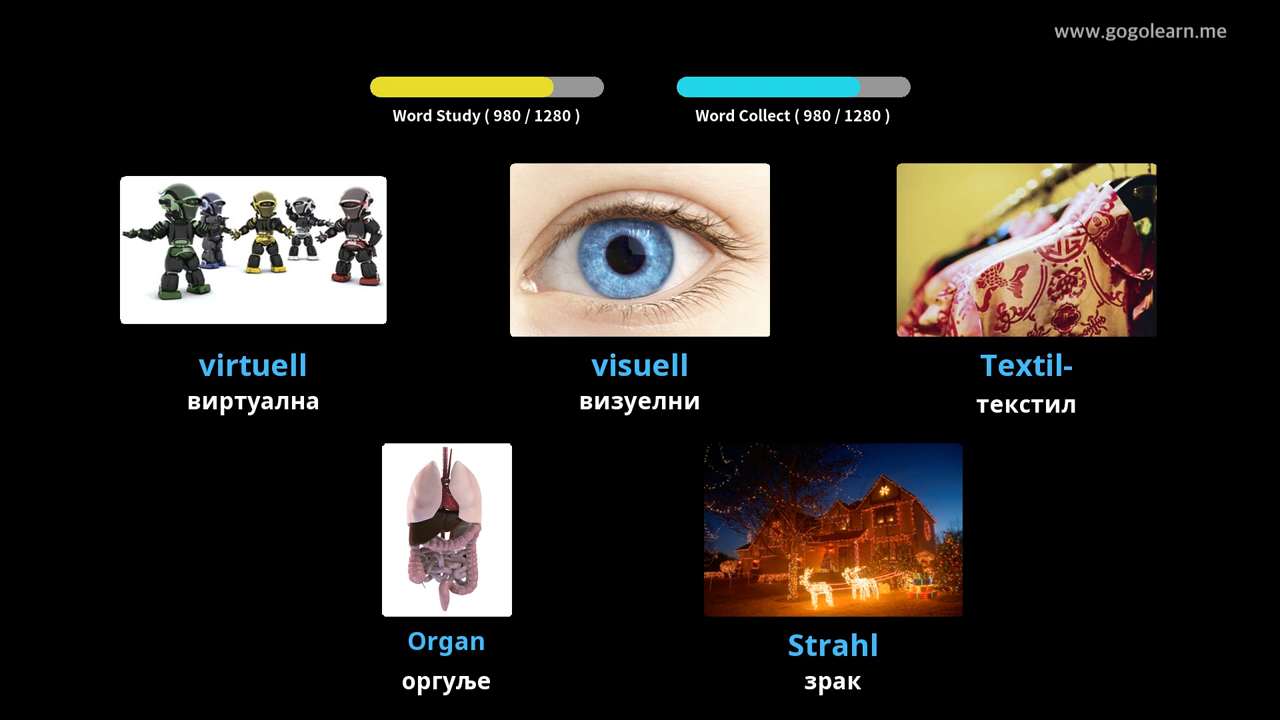 www.gogolearn.me
Word Study ( 980 / 1280 )
Word Collect ( 980 / 1280 )
virtuell
виртуална
visuell
визуелни
Textil-
текстил
Organ
оргуље
Strahl
зрак